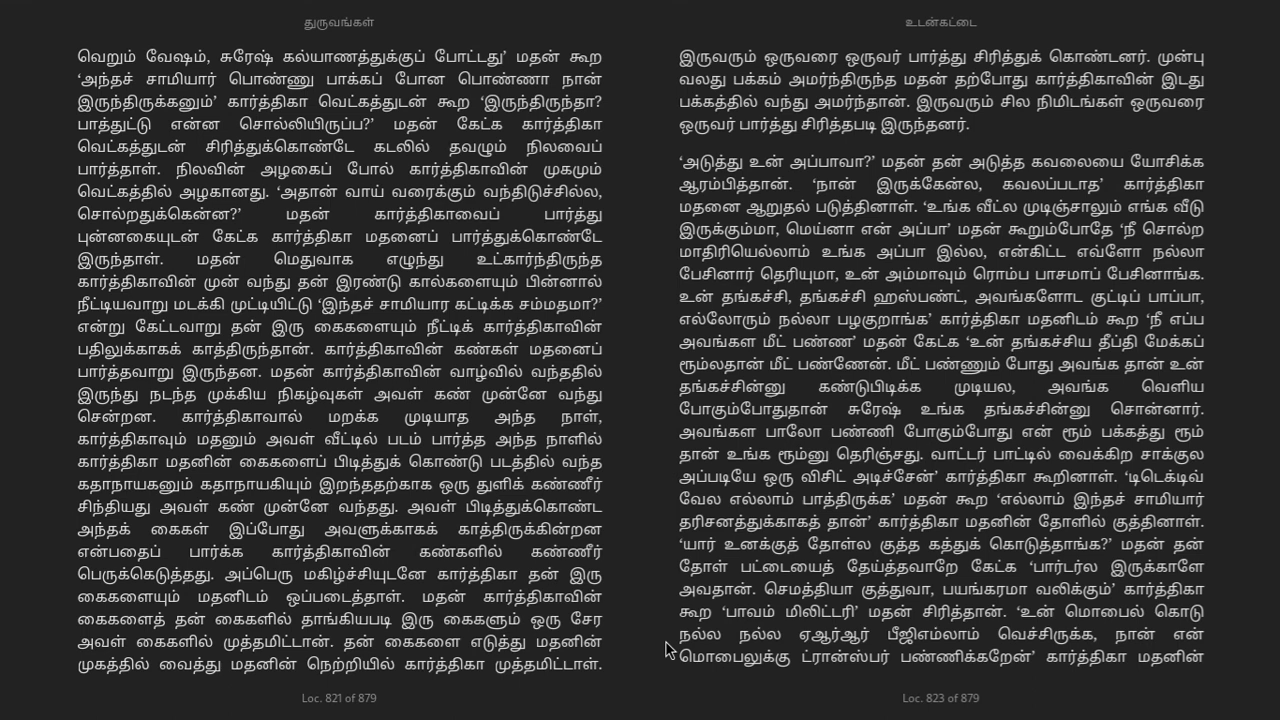 துருவங்கள்
வெறும் வேஷம், சுரேஷ் கல்யாணத்துக்குப் போட்டது’ மதன் கூற
‘அந்தச் சாமியார் பொண்ணு பாக்கப் போன பொண்ணா நான்
இருந்திருக்கனும்’ கார்த்திகா வெட்கத்துடன் கூற ‘இருந்திருந்தா?
பாத்துட்டு என்ன சொல்லியிருப்ப?’ மதன் கேட்க கார்த்திகா
வெட்கத்துடன் சிரித்துக்கொண்டே கடலில் தவழும் நிலவைப்
பார்த்தாள். நிலவின் அழகைப் போல் கார்த்திகாவின் முகமும்
வெட்கத்தில் அழகானது. ‘அதான் வாய் வரைக்கும் வந்திடுச்சில்ல,
சொல்றதுக்கென்ன?’ மதன் கார்த்திகாவைப் பார்த்து
புன்னகையுடன் கேட்க கார்த்திகா மதனைப் பார்த்துக்கொண்டே
இருந்தாள். மதன் மெதுவாக எழுந்து உட்கார்ந்திருந்த
கார்த்திகாவின் முன் வந்து தன் இரண்டு கால்களையும் பின்னால்
நீட்டியவாறு மடக்கி முட்டியிட்டு ‘இந்தச் சாமியார கட்டிக்க சம்மதமா?’
என்று கேட்டவாறு தன் இரு கைகளையும் நீட்டிக் கார்த்திகாவின்
பதிலுக்காகக் காத்திருந்தான். கார்த்திகாவின் கண்கள் மதனைப்
பார்த்தவாறு இருந்தன. மதன் கார்த்திகாவின் வாழ்வில் வந்ததில்
இருந்து நடந்த முக்கிய நிகழ்வுகள் அவள் கண் முன்னே வந்து
சென்றன. கார்த்திகாவால் மறக்க முடியாத அந்த நாள்,
கார்த்திகாவும் மதனும் அவள் வீட்டில் படம் பார்த்த அந்த நாளில்
கார்த்திகா மதனின் கைகளைப் பிடித்துக் கொண்டு படத்தில் வந்த
கதாநாயகனும் கதாநாயகியும் இறந்ததற்காக ஒரு துளிக் கண்ணீர்
சிந்தியது அவள் கண் முன்னே வந்தது. அவள் பிடித்துக்கொண்ட
அந்தக் கைகள் இப்போது அவளுக்காகக் காத்திருக்கின்றன
என்பதைப் பார்க்க கார்த்திகாவின் கண்களில் கண்ணீர்
பெருக்கெடுத்தது. அப்பெரு மகிழ்ச்சியுடனே கார்த்திகா தன் இரு
கைகளையும் மதனிடம் ஒப்படைத்தாள். மதன் கார்த்திகாவின்
கைகளைத் தன் கைகளில் தாங்கியபடி இரு கைகளும் ஒரு சேர
அவள் கைகளில் முத்தமிட்டான். தன் கைகளை எடுத்து மதனின்
முகத்தில் வைத்து மதனின் நெற்றியில் கார்த்திகா முத்தமிட்டாள்.
Loc. 821 of 879
உடன்கட்டை
இருவரும் ஒருவரை ஒருவர் பார்த்து சிரித்துக் கொண்டனர். முன்பு
வலது பக்கம் அமர்ந்திருந்த மதன் தற்போது கார்த்திகாவின் இடது
பக்கத்தில் வந்து அமர்ந்தான். இருவரும் சில நிமிடங்கள் ஒருவரை
ஒருவர் பார்த்து சிரித்தபடி இருந்தனர்.
‘அடுத்து உன் அப்பாவா?’ மதன் தன் அடுத்த கவலையை யோசிக்க
ஆரம்பித்தான். ‘நான் இருக்கேன்ல, கவலப்படாத’ கார்த்திகா
மதனை ஆறுதல் படுத்தினாள். ‘உங்க வீட்ல முடிஞ்சாலும் எங்க வீடு
இருக்கும்மா, மெய்னா என் அப்பா’ மதன் கூறும்போதே ‘நீ சொல்ற
மாதிரியெல்லாம் உங்க அப்பா இல்ல, என்கிட்ட எவ்ளோ நல்லா
பேசினார் தெரியுமா, உன் அம்மாவும் ரொம்ப பாசமாப் பேசினாங்க.
உன் தங்கச்சி, தங்கச்சி ஹஸ்பண்ட், அவங்களோட குட்டிப் பாப்பா,
எல்லோரும் நல்லா பழகுறாங்க’ கார்த்திகா மதனிடம் கூற ‘நீ எப்ப
அவங்கள மீட் பண்ண’ மதன் கேட்க ‘உன் தங்கச்சிய தீப்தி மேக்கப்
ரூம்லதான் மீட் பண்ணேன். மீட் பண்ணும் போது அவங்க தான் உன்
தங்கச்சின்னு கண்டுபிடிக்க முடியல, அவங்க வெளிய
போகும்போதுதான் சுரேஷ் உங்க தங்கச்சின்னு சொன்னார்.
அவங்கள பாலோ பண்ணி போகும்போது என் ரூம் பக்கத்து ரூம்
தான் உங்க ரூம்னு தெரிஞ்சது. வாட்டர் பாட்டில் வைக்கிற சாக்குல
அப்படியே ஒரு விசிட் அடிச்சேன்’ கார்த்திகா கூறினாள். ‘டிடெக்டிவ்
வேல எல்லாம் பாத்திருக்க’ மதன் கூற ‘எல்லாம் இந்தச் சாமியார்
தரிசனத்துக்காகத் தான்’ கார்த்திகா மதனின் தோளில் குத்தினாள்.
‘யார் உனக்குத் தோள்ல குத்த கத்துக் கொடுத்தாங்க?’ மதன் தன்
தோள் பட்டையைத் தேய்த்தவாறே கேட்க ‘பார்டர்ல இருக்காளே
அவதான். செமத்தியா குத்துவா, பயங்கரமா வலிக்கும்’ கார்த்திகா
கூற ‘பாவம் மிலிட்டரி’ மதன் சிரித்தான். ‘உன் மொபைல் கொடு
நல்ல நல்ல ஏஆர்ஆர் பீஜிஎம்லாம் வெச்சிருக்க, நான் என்
மொபைலுக்கு ட்ரான்ஸ்பர் பண்ணிக்கறேன்’ கார்த்திகா மதனின்
Loc. 823 of 879